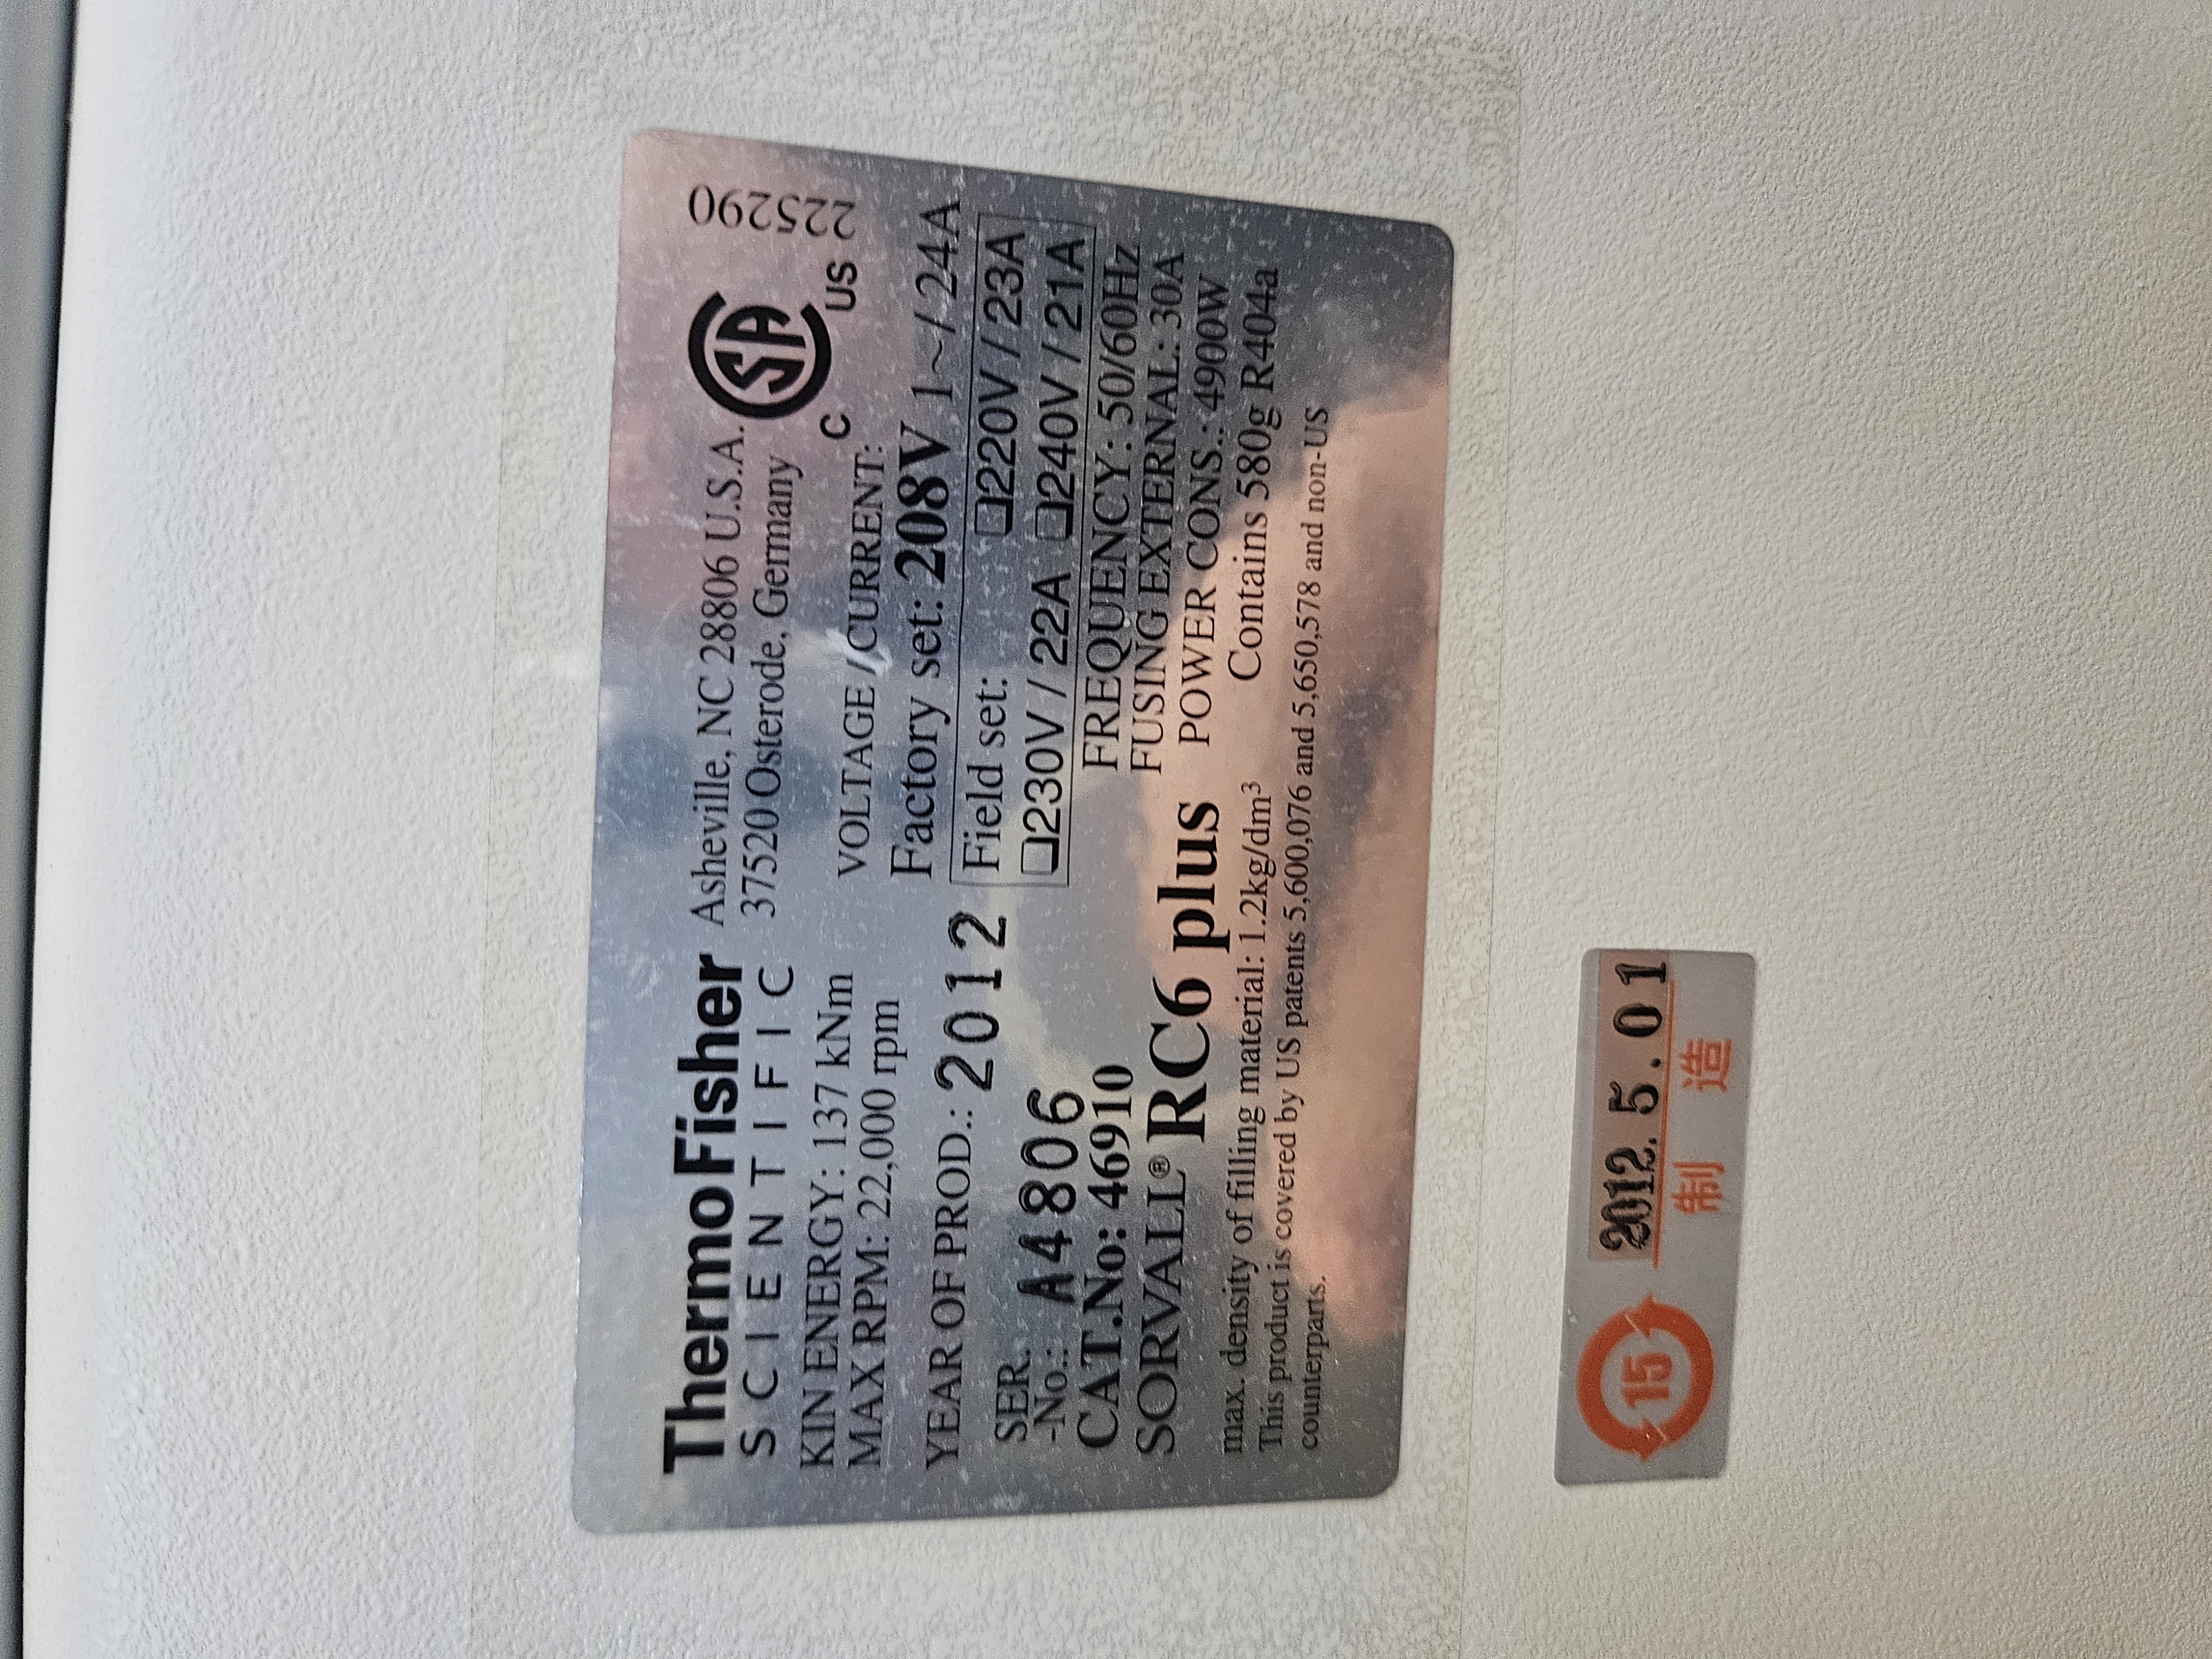 ThermoFisher
SCIENTIFIC
Asheville, NC 28806 U.S.A.
37520 Osterode, Germany
SA
C US
225290
KIN ENERGY: 137 kNm
MAX RPM: 22,000 rpm
YEAR OF PROD.: 2012
SER.
-No.: A4806
CAT.No: 46910
SORVALL® RC6 plus
VOLTAGE /CURRENT:
Factory set: 208V 1~/ 24A
Field set: ❑220V / 23A
❑230V / 22A ❑240V / 21A
FREQUENCY: 50/60Hz
FUSING EXTERNAL: 30A
POWER CONS.: 4900W
Contains 580g R404a
max. density of filling material: 1.2kg/dm³
This product is covered by US patents 5,600,076 and 5,650,578 and non-US
counterparts.
15
2012. 5. 01
制 造